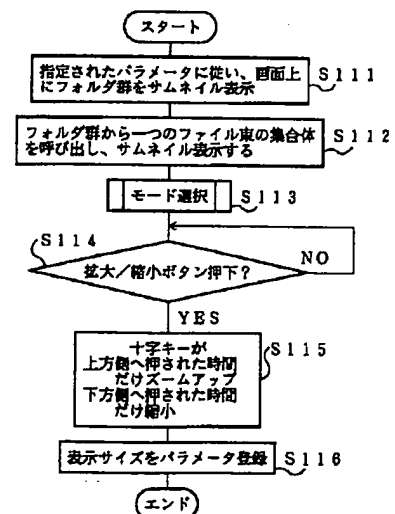 スタート
指定されたパラメータに従い、画面上
にフォルダ群をサムネイル表示
S111
フォルダ群から一つのファイル束の集合体
を呼び出し、サムネイル表示する
S112
モード選択
S113
S114
拡大/縮小ボタン押下?
NO
YES
十字キーが
上方側へ押された時間
だけズームアップ
下方側へ押された時間
だけ縮小
S115
表示サイズをパラメータ登録
S116
エンド